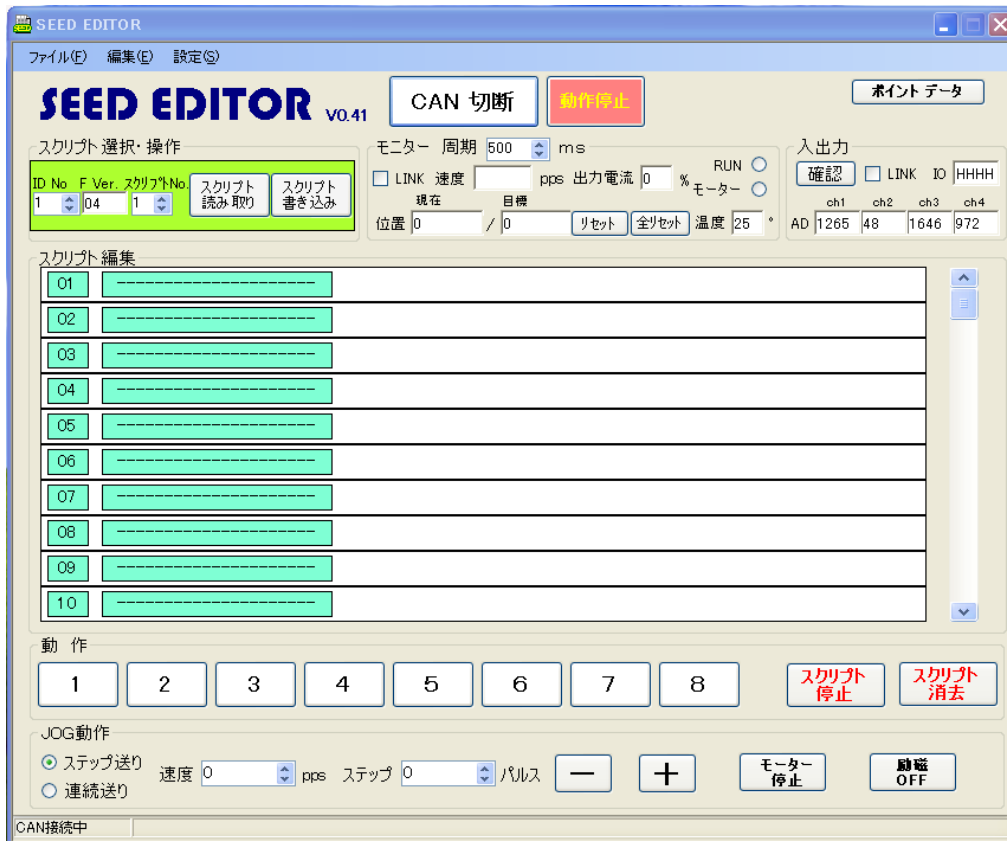 SEED EDITOR
ファイル(F) 編集(E) 設定(S)
SEED EDITOR V0.41
CAN 切断
動作停止
ポイント データ
スクリプト 選択・操作
ID No F Ver. スクリプトNo.
1 04 1
スクリプト
読み取り
スクリプト
書き込み
モニター 周期 500 ms
LINK 速度 pps 出力電流 0 %
RUN
モーター
現在 目標
位置 0 / 0 リセット 全リセット 温度 25 °
入出力
確認 LINK IO HHHH
ch1 ch2 ch3 ch4
AD 1265 48 1646 972
スクリプト 編集
01 ----------------------
02 ----------------------
03 ----------------------
04 ----------------------
05 ----------------------
06 ----------------------
07 ----------------------
08 ----------------------
09 ----------------------
10 ----------------------
動 作
1 2 3 4 5 6 7 8
スクリプト
停止
スクリプト
消去
JOG動作
ステップ送り
連続送り
速度 0 pps ステップ 0 パルス − +
モーター
停止
励磁
OFF
CAN接続中